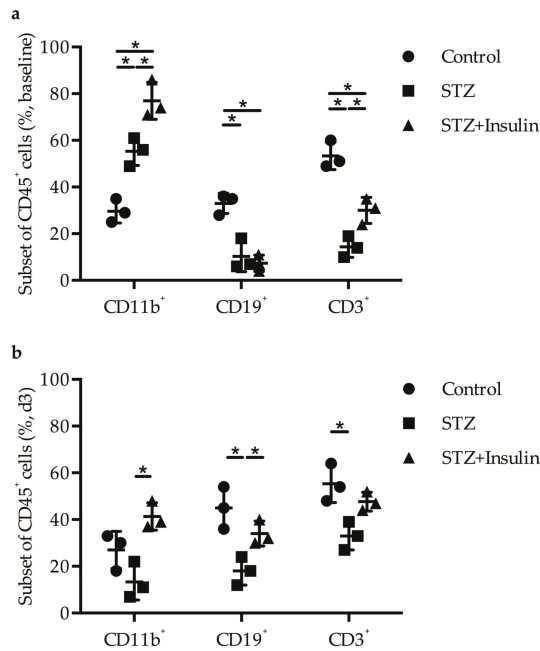 a
Subset of CD45⁺ cells (%, baseline)
100
80
60
40
20
0
* * *
* *
* * *
CD11b⁺ CD19⁺ CD3⁺
Control
STZ
STZ+Insulin
b
Subset of CD45⁺ cells (%, d3)
100
80
60
40
20
0
*
* *
*
CD11b⁺ CD19⁺ CD3⁺
Control
STZ
STZ+Insulin